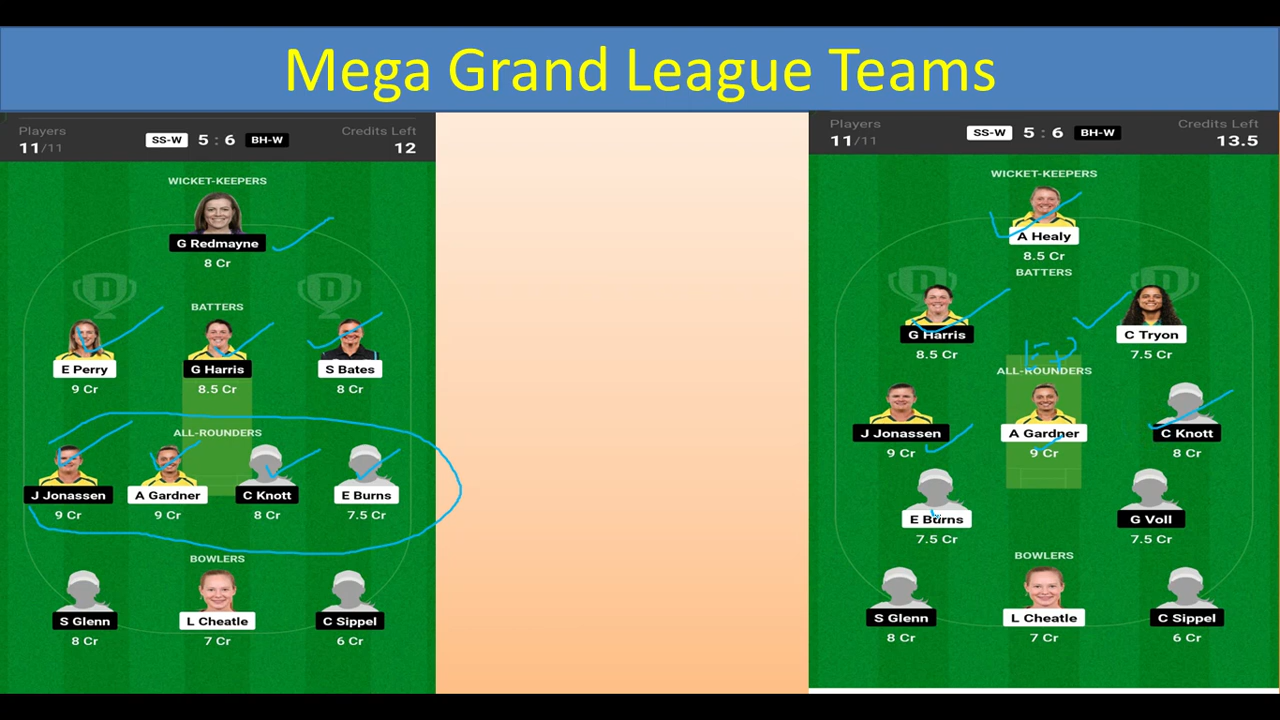 Mega Grand League Teams
Players
11/11
SS-W 5 : 6 BH-W
Credits Left
12
WICKET-KEEPERS
G Redmayne
8 Cr
BATTERS
E Perry G Harris S Bates
9 Cr 8.5 Cr 8 Cr
ALL-ROUNDERS
J Jonassen A Gardner C Knott E Burns
9 Cr 9 Cr 8 Cr 7.5 Cr
BOWLERS
S Glenn L Cheatle C Sippel
8 Cr 7 Cr 6 Cr
Players
11/11
SS-W 5 : 6 BH-W
Credits Left
13.5
WICKET-KEEPERS
A Healy
8.5 Cr
BATTERS
G Harris C Tryon
8.5 Cr 7.5 Cr
EP
ALL-ROUNDERS
J Jonassen A Gardner C Knott
9 Cr 9 Cr 8 Cr
E Burns G Voll
7.5 Cr 7.5 Cr
BOWLERS
S Glenn L Cheatle C Sippel
8 Cr 7 Cr 6 Cr